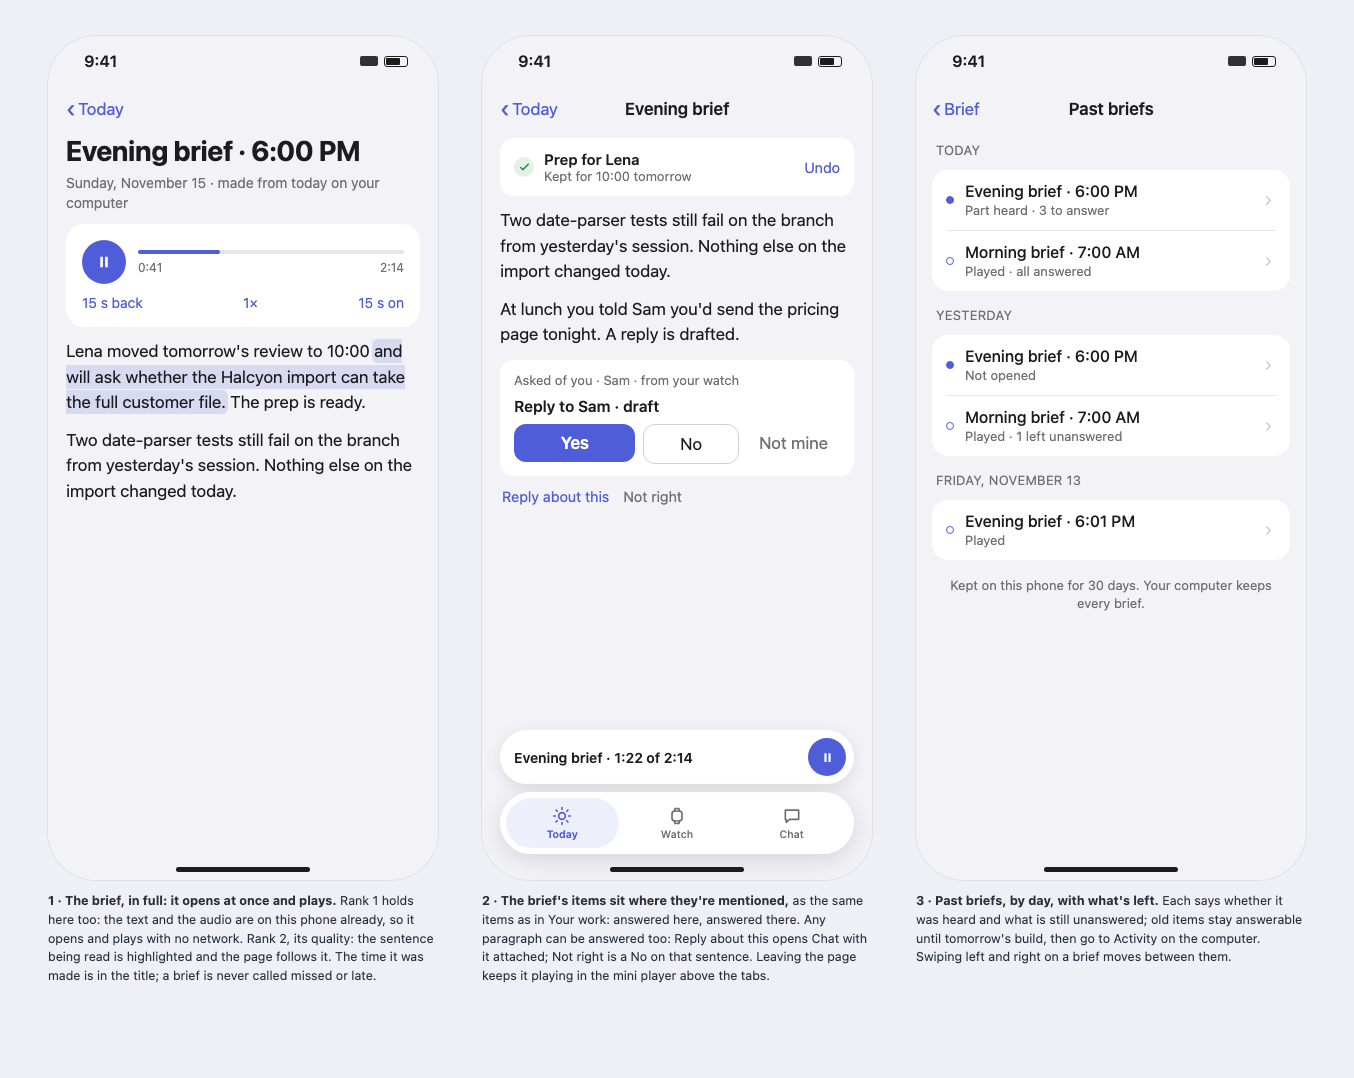 9:41
Today
Evening brief · 6:00 PM
Sunday, November 15 · made from today on your
computer
0:41
2:14
15 s back
1×
15 s on
Lena moved tomorrow's review to 10:00 and
will ask whether the Halcyon import can take
the full customer file. The prep is ready.
Two date-parser tests still fail on the branch
from yesterday's session. Nothing else on the
import changed today.
1 · The brief, in full: it opens at once and plays. Rank 1 holds
here too: the text and the audio are on this phone already, so it
opens and plays with no network. Rank 2, its quality: the sentence
being read is highlighted and the page follows it. The time it was
made is in the title; a brief is never called missed or late.
9:41
Today
Evening brief
Prep for Lena
Kept for 10:00 tomorrow
Undo
Two date-parser tests still fail on the branch
from yesterday's session. Nothing else on the
import changed today.
At lunch you told Sam you'd send the pricing
page tonight. A reply is drafted.
Asked of you · Sam · from your watch
Reply to Sam · draft
Yes
No
Not mine
Reply about this
Not right
Evening brief · 1:22 of 2:14
Today
Watch
Chat
2 · The brief's items sit where they're mentioned, as the same
items as in Your work: answered here, answered there. Any
paragraph can be answered too: Reply about this opens Chat with
it attached; Not right is a No on that sentence. Leaving the page
keeps it playing in the mini player above the tabs.
9:41
Brief
Past briefs
TODAY
Evening brief · 6:00 PM
Part heard · 3 to answer
Morning brief · 7:00 AM
Played · all answered
YESTERDAY
Evening brief · 6:00 PM
Not opened
Morning brief · 7:00 AM
Played · 1 left unanswered
FRIDAY, NOVEMBER 13
Evening brief · 6:01 PM
Played
Kept on this phone for 30 days. Your computer keeps
every brief.
3 · Past briefs, by day, with what's left. Each says whether it
was heard and what is still unanswered; old items stay answerable
until tomorrow's build, then go to Activity on the computer.
Swiping left and right on a brief moves between them.